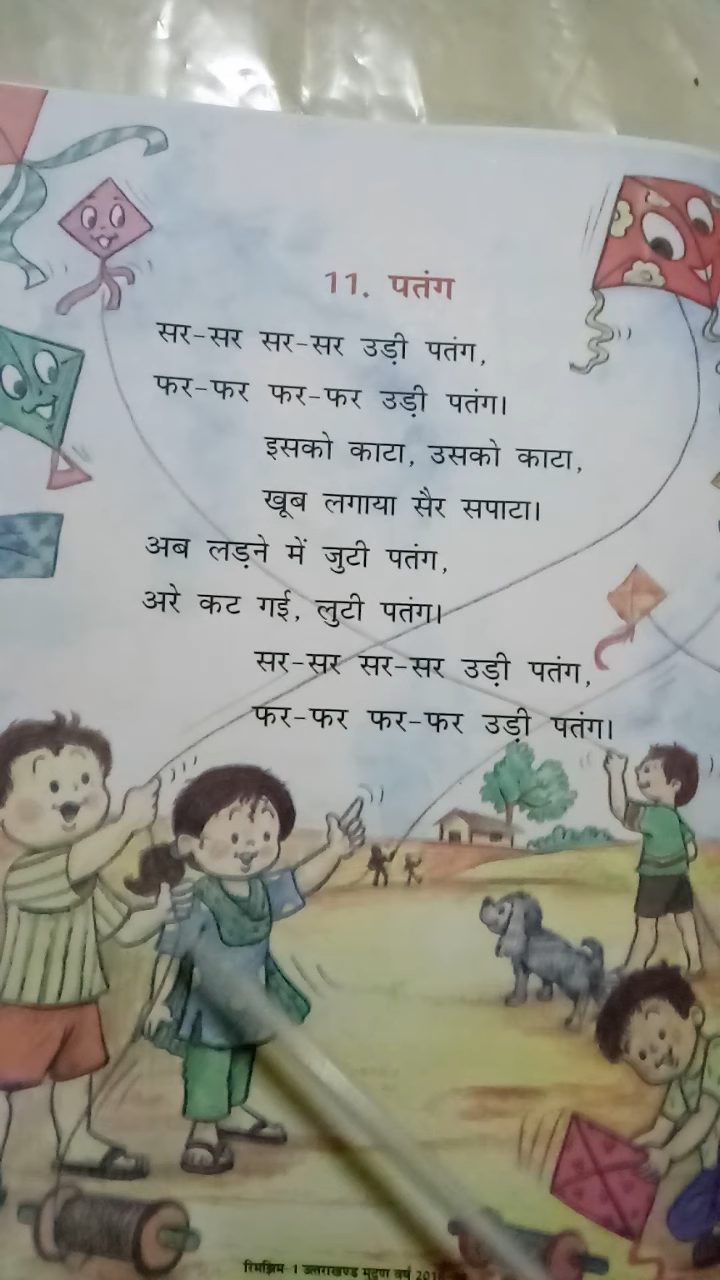 11. पतंग
सर-सर सर-सर उड़ी पतंग,
फर-फर फर-फर उड़ी पतंग।
इसको काटा, उसको काटा,
खूब लगाया सैर सपाटा।
अब लड़ने में जुटी पतंग,
अरे कट गई, लुटी पतंग।
सर-सर सर-सर उड़ी पतंग,
फर-फर फर-फर उड़ी पतंग।
रिमझिम-1 उत्तराखण्ड मुद्रण वर्ष